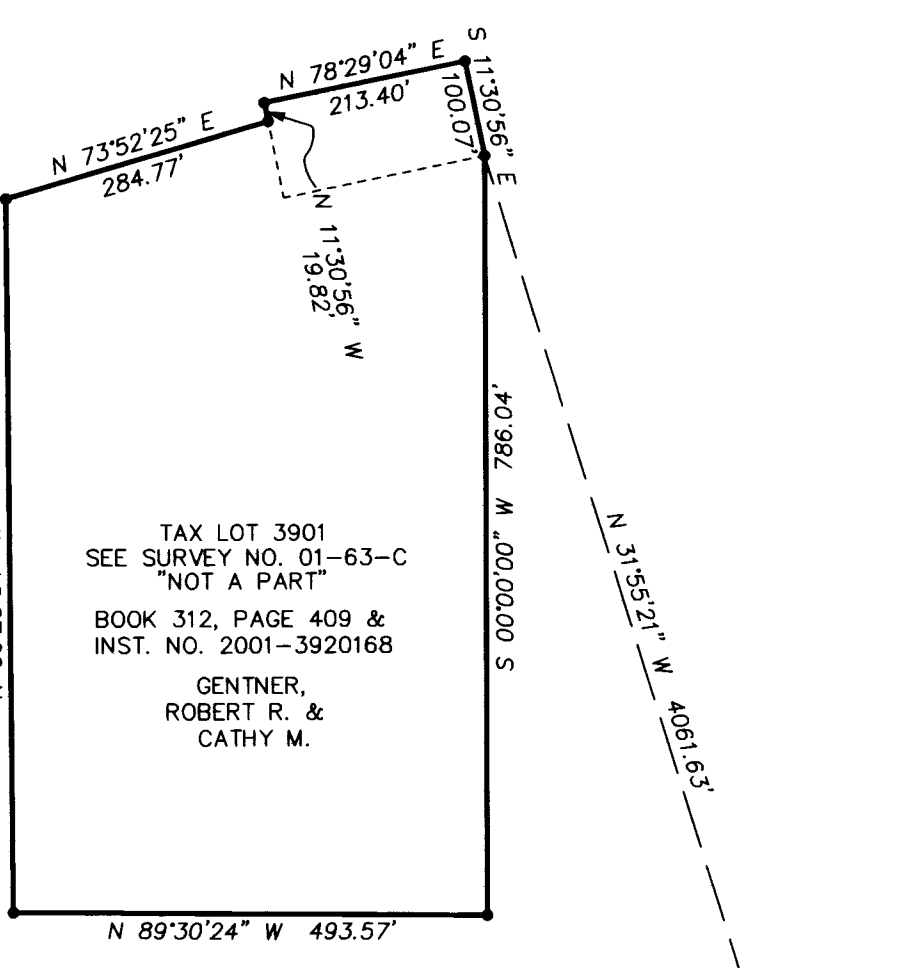 N 78°29'04" E
213.40'
S 11°30'56" E
100.07'
N 73°52'25" E
284.77'
N 11°30'56" W
19.82'
S 00°00'00" W 786.04'
N 31°55'21" W 4061.63'
TAX LOT 3901
SEE SURVEY NO. 01-63-C
"NOT A PART"
BOOK 312, PAGE 409 &
INST. NO. 2001-3920168
GENTNER,
ROBERT R. &
CATHY M.
N 89°30'24" W 493.57'